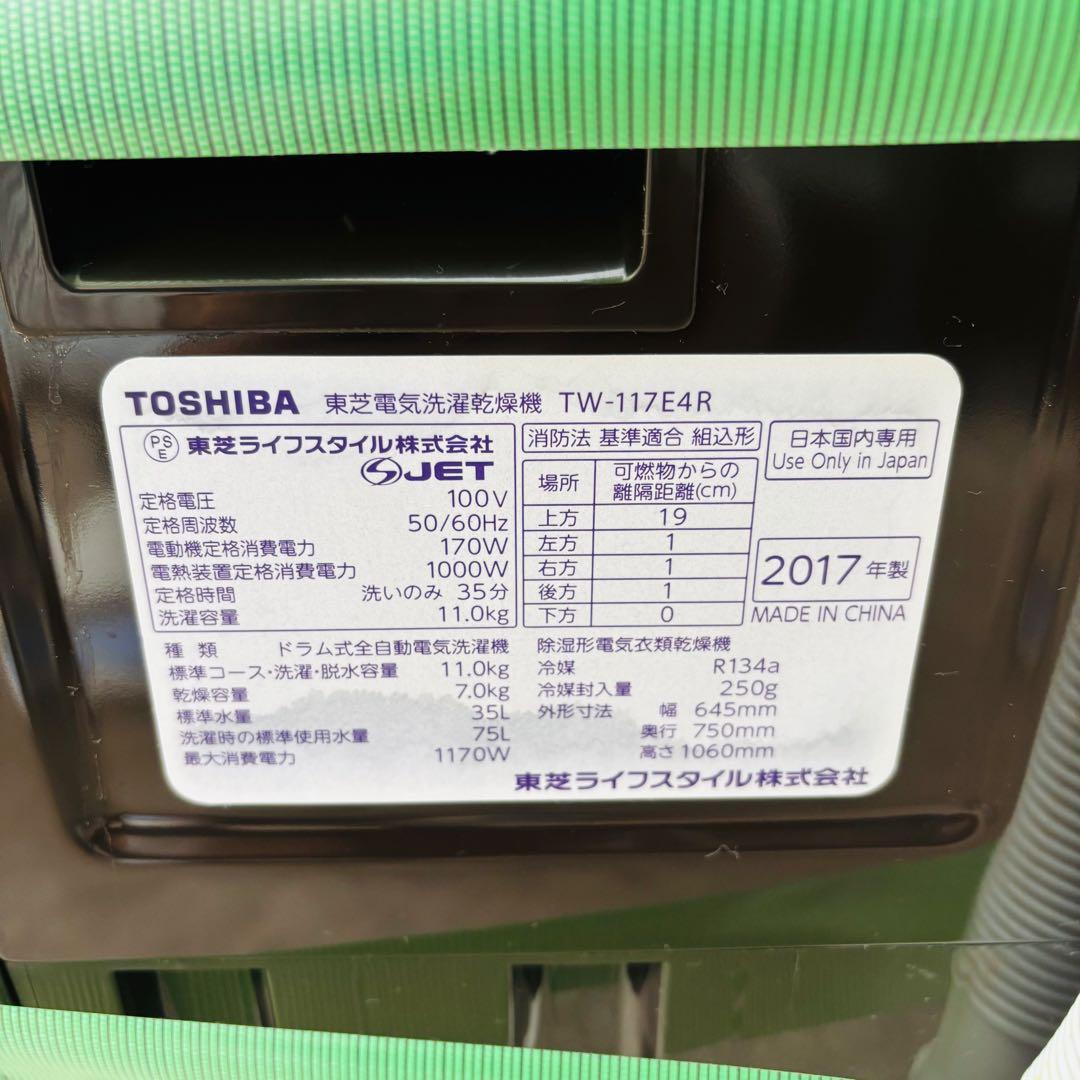 TOSHIBA 東芝電気洗濯乾燥機 TW-117E4R
PSE 東芝ライフスタイル株式会社
JET
定格電圧 100V
定格周波数 50/60Hz
電動機定格消費電力 170W
電熱装置定格消費電力 1000W
定格時間 洗いのみ 35分
洗濯容量 11.0kg
消防法 基準適合 組込形
場所 可燃物からの離隔距離(cm)
上方 19
左方 1
右方 1
後方 1
下方 0
日本国内専用
Use Only in Japan
2017年製
MADE IN CHINA
種類 ドラム式全自動電気洗濯機
標準コース・洗濯・脱水容量 11.0kg
乾燥容量 7.0kg
標準水量 35L
洗濯時の標準使用水量 75L
最大消費電力 1170W
除湿形電気衣類乾燥機
冷媒 R134a
冷媒封入量 250g
外形寸法 幅 645mm
奥行 750mm
高さ 1060mm
東芝ライフスタイル株式会社